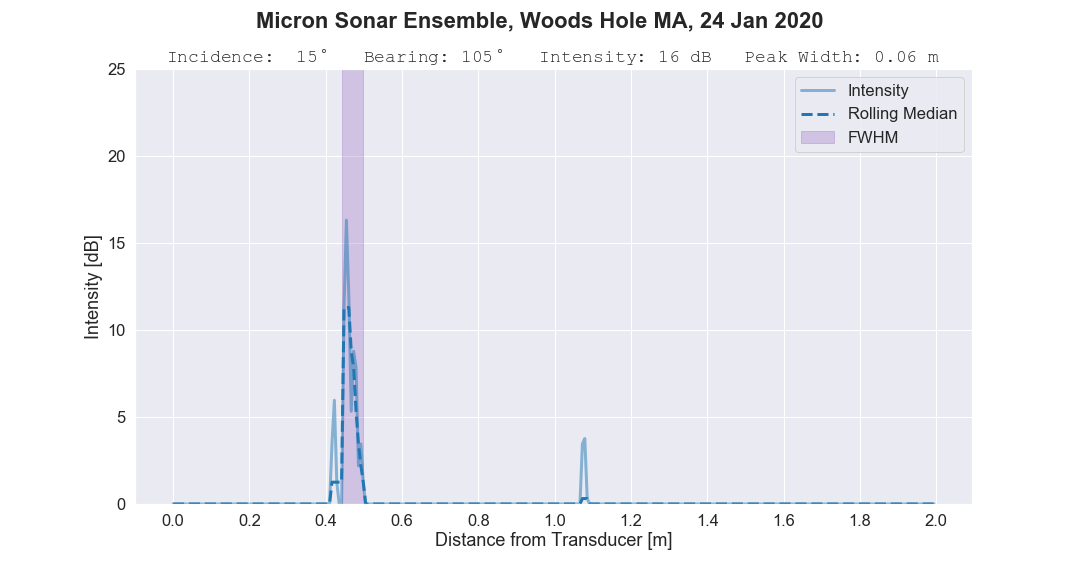 Micron Sonar Ensemble, Woods Hole MA, 24 Jan 2020
Incidence:  15°   Bearing: 105°   Intensity: 16 dB   Peak Width: 0.06 m
25
20
15
10
5
0
Intensity [dB]
Intensity
Rolling Median
FWHM
0.0 0.2 0.4 0.6 0.8 1.0 1.2 1.4 1.6 1.8 2.0
Distance from Transducer [m]